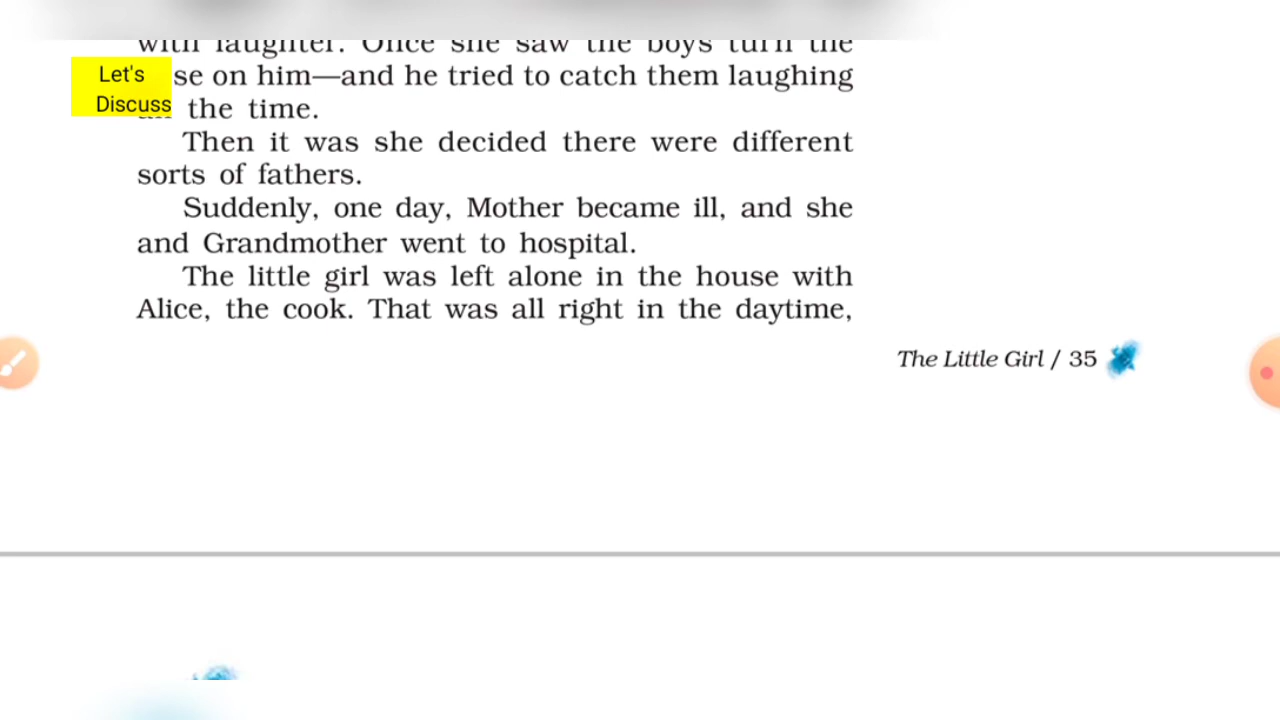 with laughter. Once she saw the boys turn the
Let's
se on him—and he tried to catch them laughing
Discuss
the time.
Then it was she decided there were different
sorts of fathers.
Suddenly, one day, Mother became ill, and she
and Grandmother went to hospital.
The little girl was left alone in the house with
Alice, the cook. That was all right in the daytime,
The Little Girl / 35